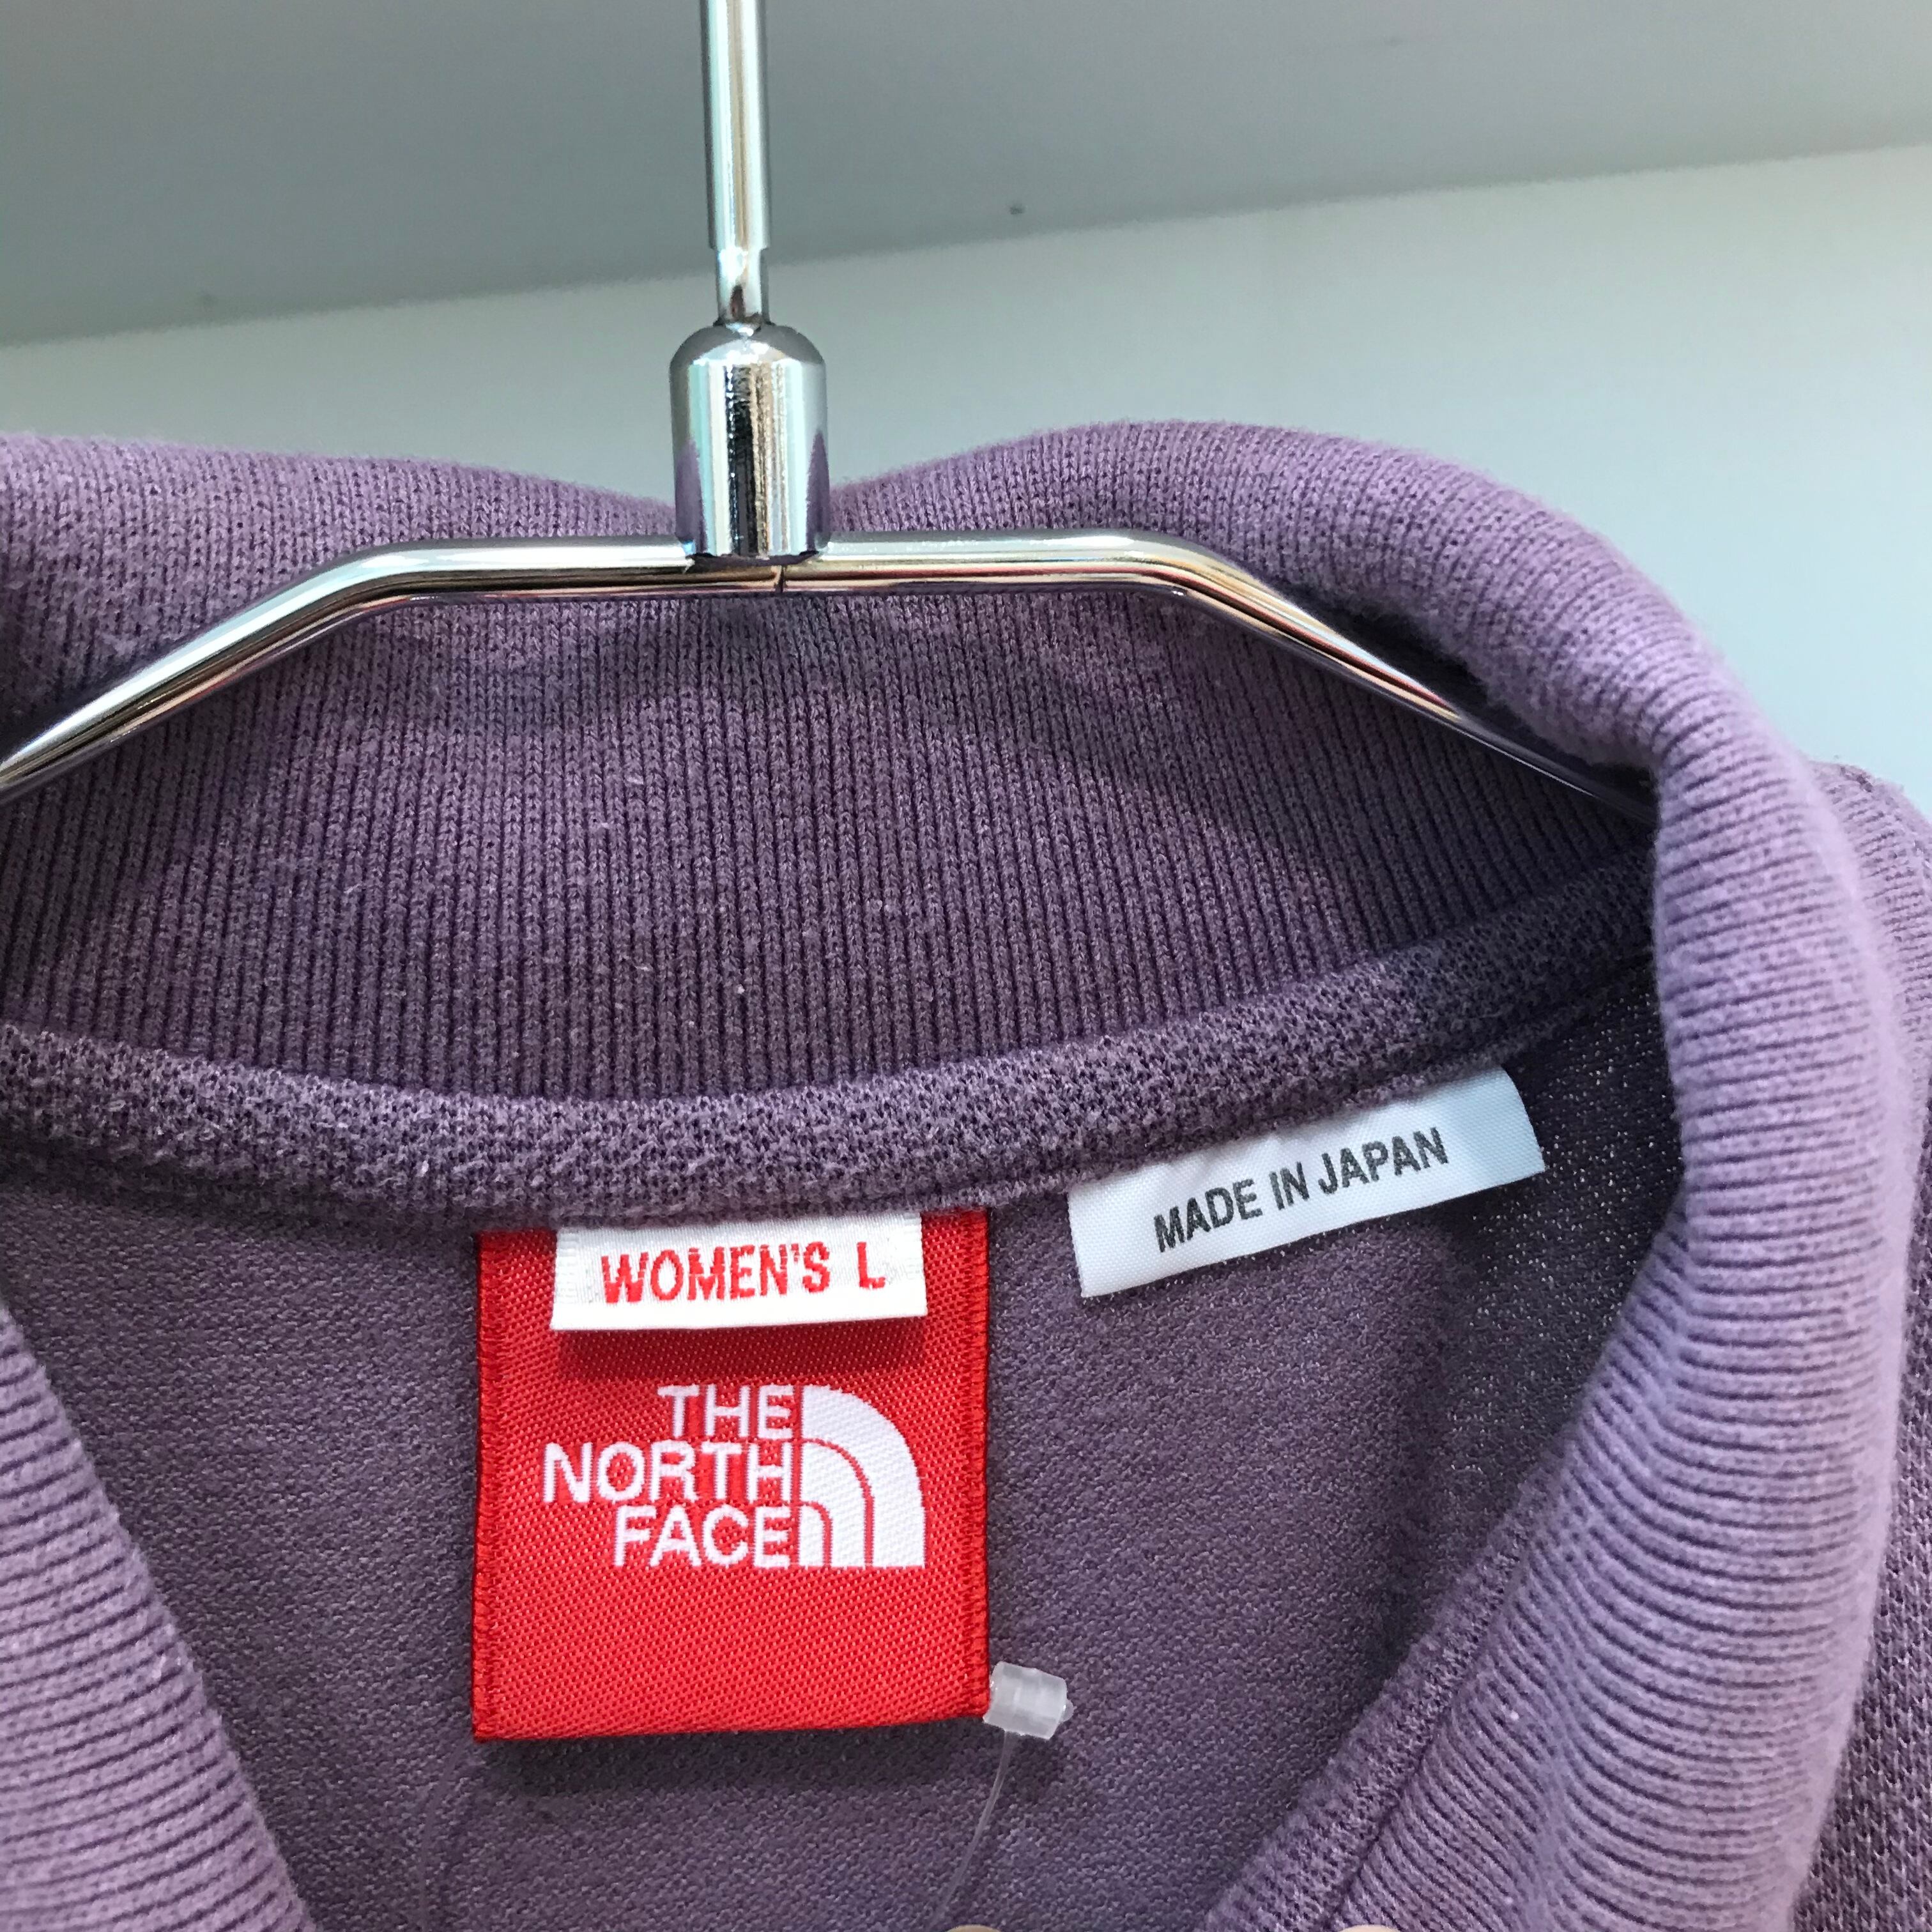 WOMEN'S L
THE
NORTH
FACE
MADE IN JAPAN